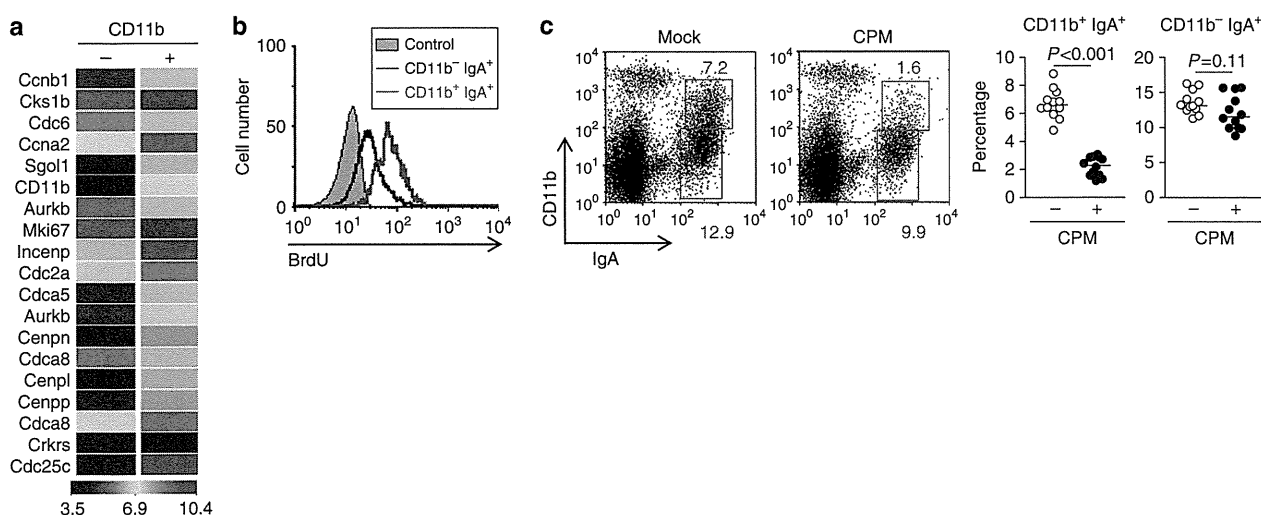 a
CD11b
− +
Ccnb1
Cks1b
Cdc6
Ccna2
Sgol1
CD11b
Aurkb
Mki67
Incenp
Cdc2a
Cdca5
Aurkb
Cenpn
Cdca8
Cenpl
Cenpp
Cdca8
Crkrs
Cdc25c
3.5 6.9 10.4
b
Control
CD11b⁻ IgA⁺
CD11b⁺ IgA⁺
Cell number
100
50
0
10⁰ 10¹ 10² 10³ 10⁴
BrdU
c
Mock
10⁴
10³
10²
10¹
10⁰
10⁰ 10¹ 10² 10⁴
7.2
12.9
CD11b
IgA
CPM
10⁴
10³
10²
10¹
10⁰
10⁰ 10¹ 10² 10⁴
1.6
9.9
CD11b⁺ IgA⁺
P<0.001
Percentage
10
8
6
4
2
0
− +
CPM
CD11b⁻ IgA⁺
P=0.11
20
15
10
5
0
− +
CPM